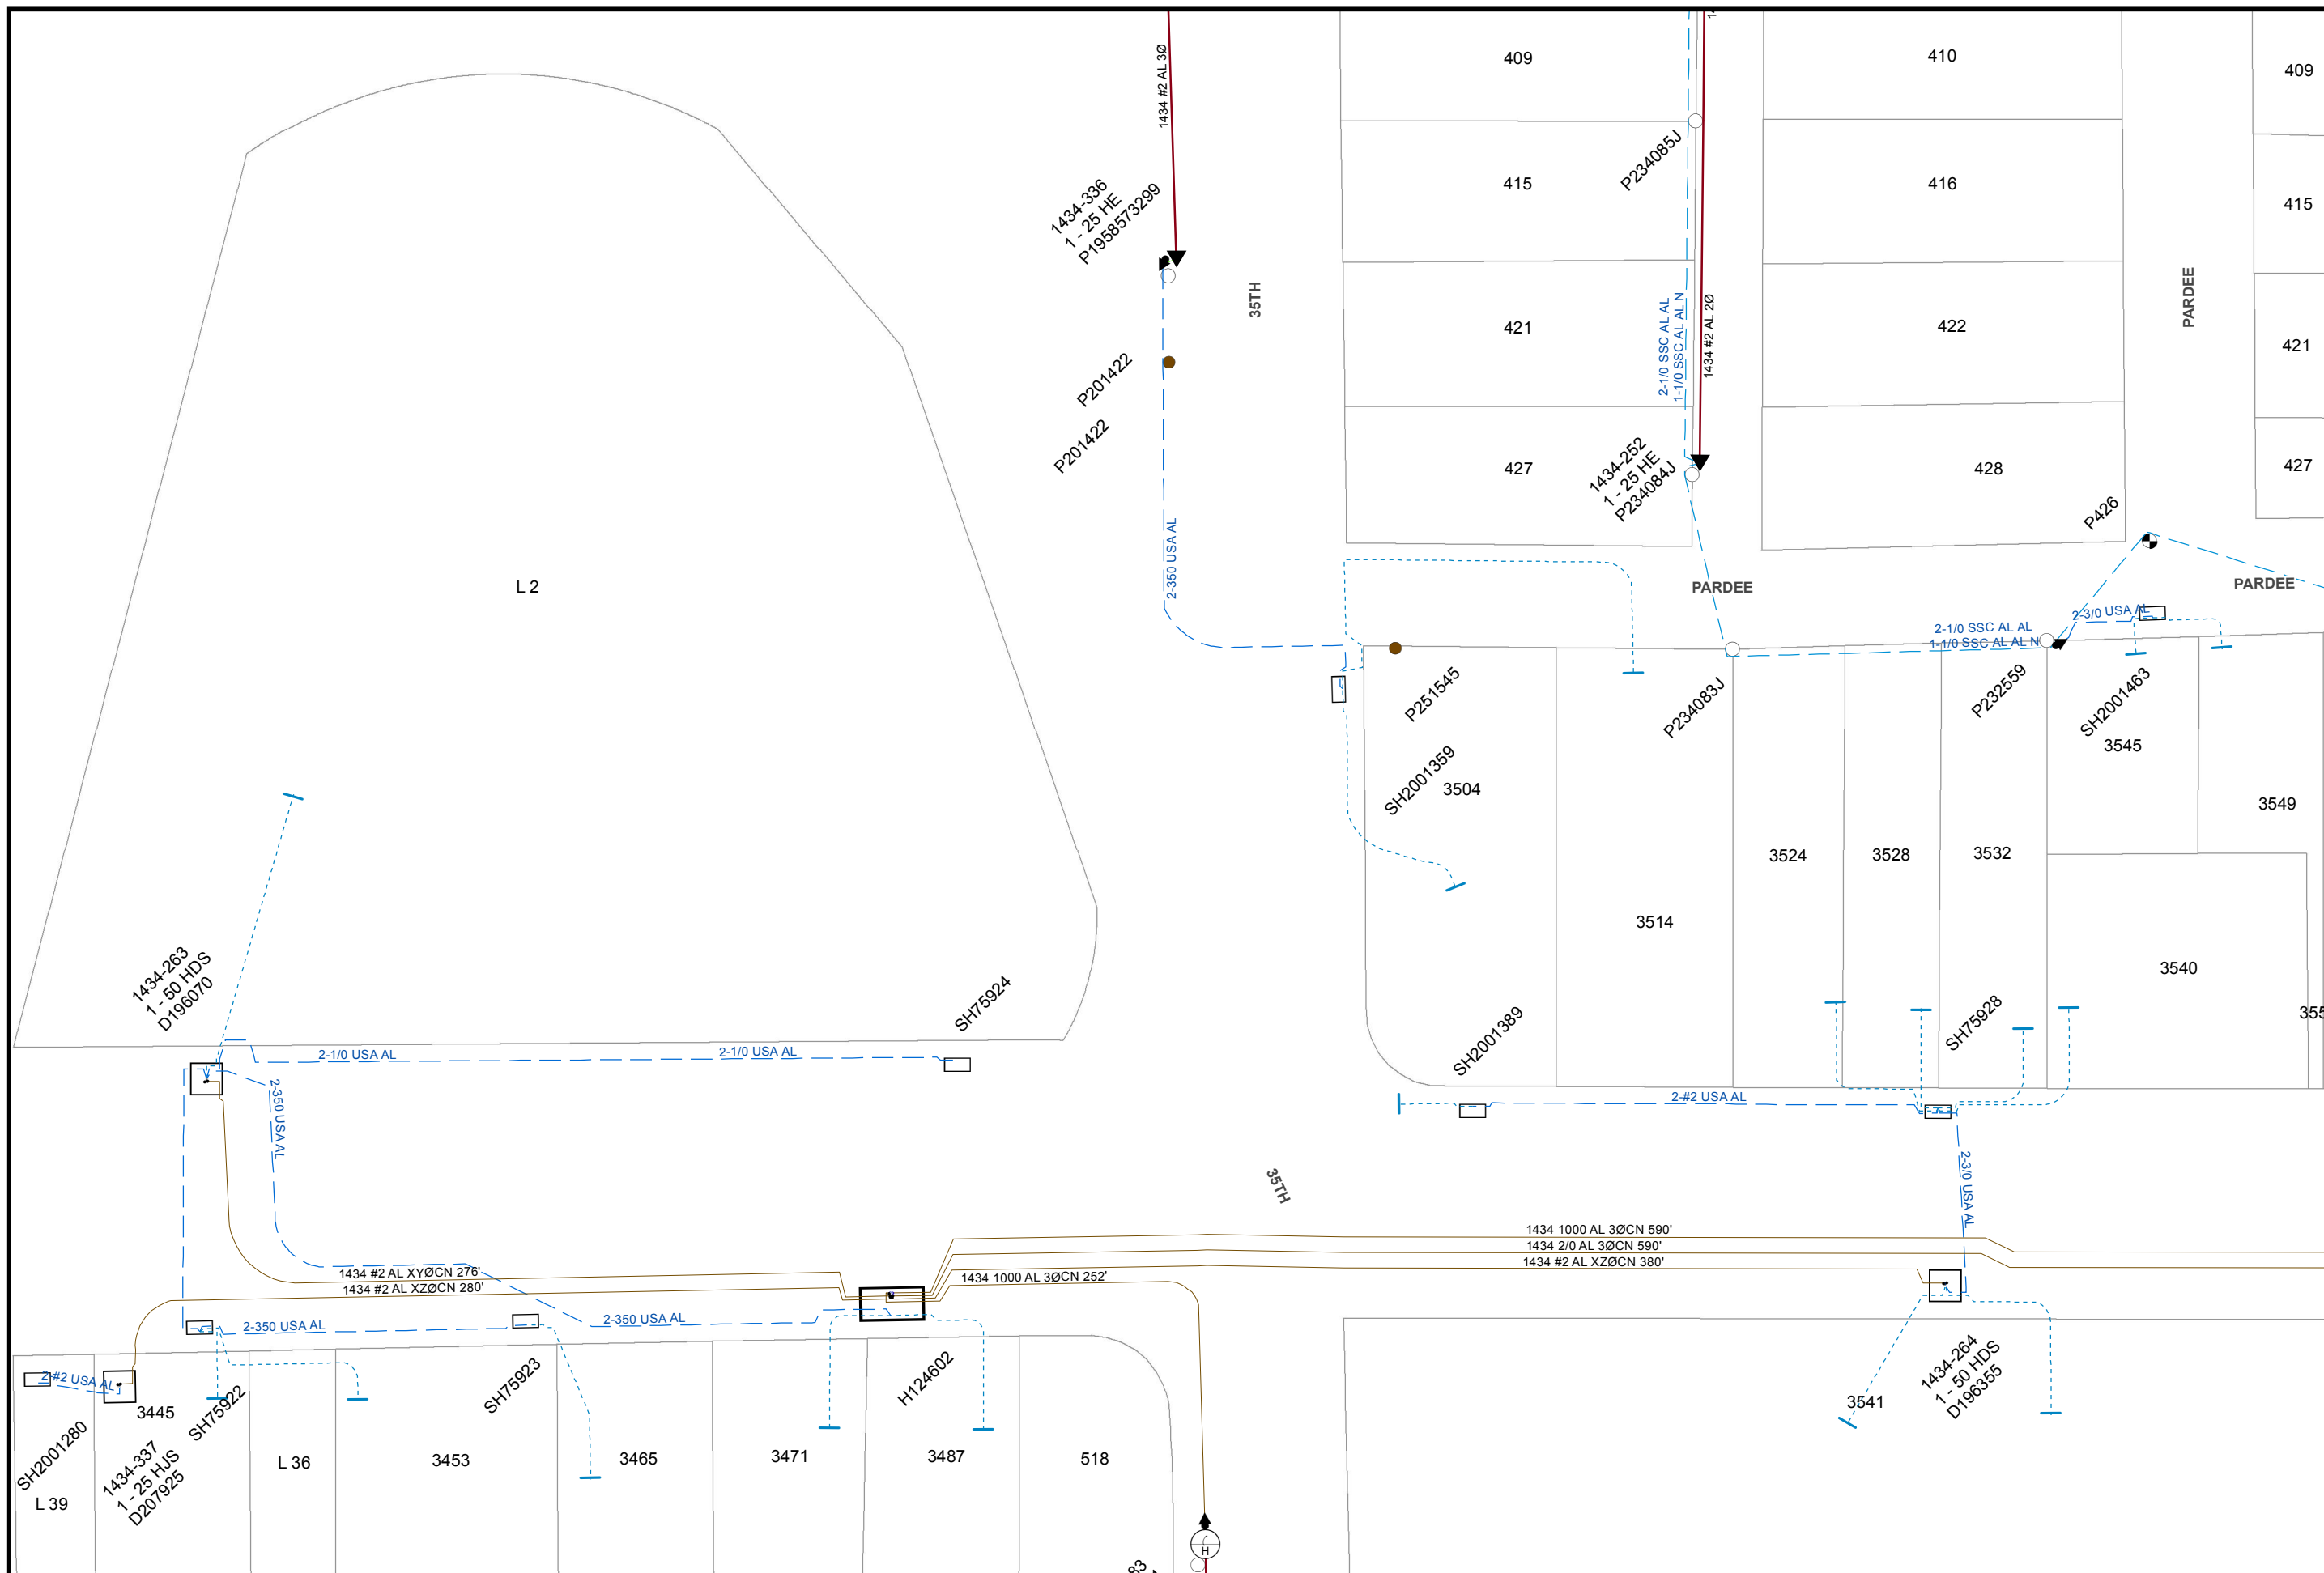 1434 #2 AL 3Ø
409
410
409
P234085J
415
416
415
1434-336
1 - 25 HE
P1958573299
35TH
PARDEE
421
422
421
2-1/0 SSC AL AL
1-1/0 SSC AL AL N
1434 #2 AL 2Ø
P201422
P201422
427
1434-252
1 - 25 HE
P234084J
428
427
P426
2-350 USA AL
L 2
PARDEE
PARDEE
2-3/0 USA AL
2-1/0 SSC AL AL
1-1/0 SSC AL AL N
P251545
P234083J
P232559
SH2001463
3545
SH2001359
3504
3549
3524
3528
3532
3514
3540
1434-263
1 - 50 HDS
D196070
SH75924
SH2001389
SH75928
355
2-1/0 USA AL
2-1/0 USA AL
2-350 USA AL
2-#2 USA AL
2-3/0 USA AL
35TH
1434 1000 AL 3ØCN 590'
1434 2/0 AL 3ØCN 590'
1434 #2 AL XZØCN 380'
1434 #2 AL XYØCN 276'
1434 #2 AL XZØCN 280'
1434 1000 AL 3ØCN 252'
2-350 USA AL
2-350 USA AL
2-#2 USA AL
3445
SH75922
SH75923
H124602
1434-264
1 - 50 HDS
D196355
3541
SH2001280
1434-337
1 - 25 HJS
D207925
L 39
L 36
3453
3465
3471
3487
518
H
83